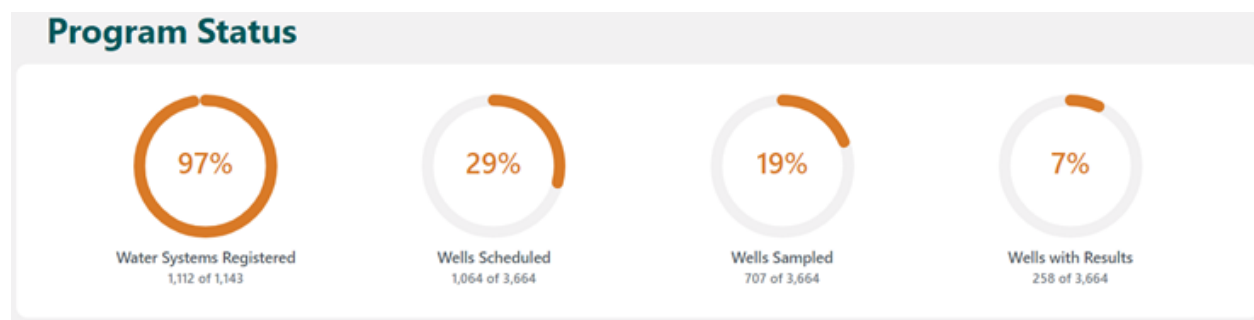 Program Status
97%
29%
19%
7%
Water Systems Registered
1,112 of 1,143
Wells Scheduled
1,064 of 3,664
Wells Sampled
707 of 3,664
Wells with Results
258 of 3,664